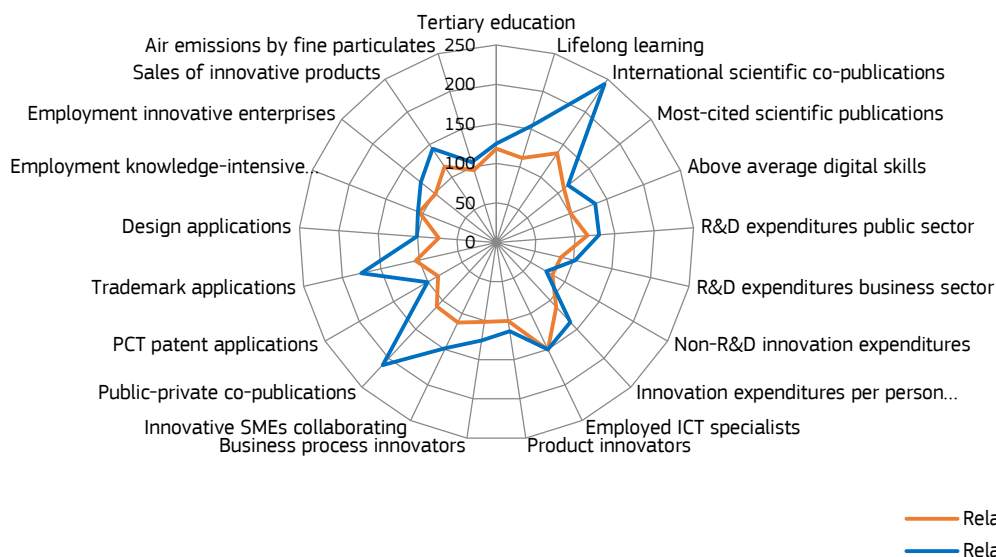 Tertiary education
Lifelong learning
International scientific co-publications
Most-cited scientific publications
Above average digital skills
R&D expenditures public sector
R&D expenditures business sector
Non-R&D innovation expenditures
Innovation expenditures per person...
Employed ICT specialists
Product innovators
Business process innovators
Innovative SMEs collaborating
Public-private co-publications
PCT patent applications
Trademark applications
Design applications
Employment knowledge-intensive...
Employment innovative enterprises
Sales of innovative products
Air emissions by fine particulates
250
200
150
100
50
0
Rela
Rela